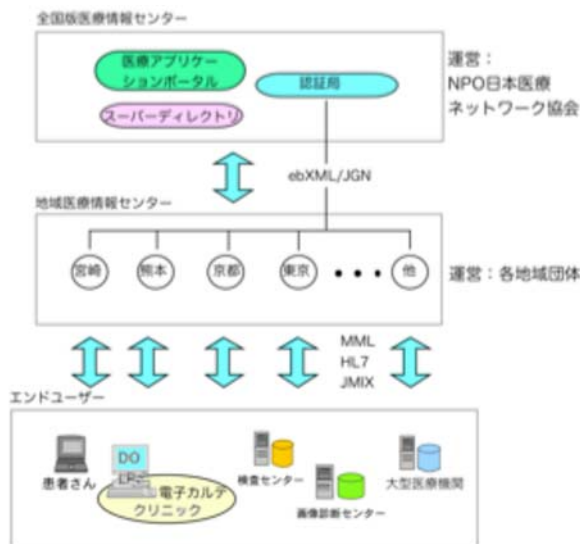 全国版医療情報センター
医療アプリケー
ションポータル
認証局
スーパーディレクトリ
運営：
NPO日本医療
ネットワーク協会
ebXML/JGN
地域医療情報センター
宮崎
熊本
京都
東京
・・・
他
運営：各地域団体
MML
HL7
JMIX
エンドユーザー
患者さん
DO
電子カルテ
クリニック
検査センター
画像診断センター
大型医療機関